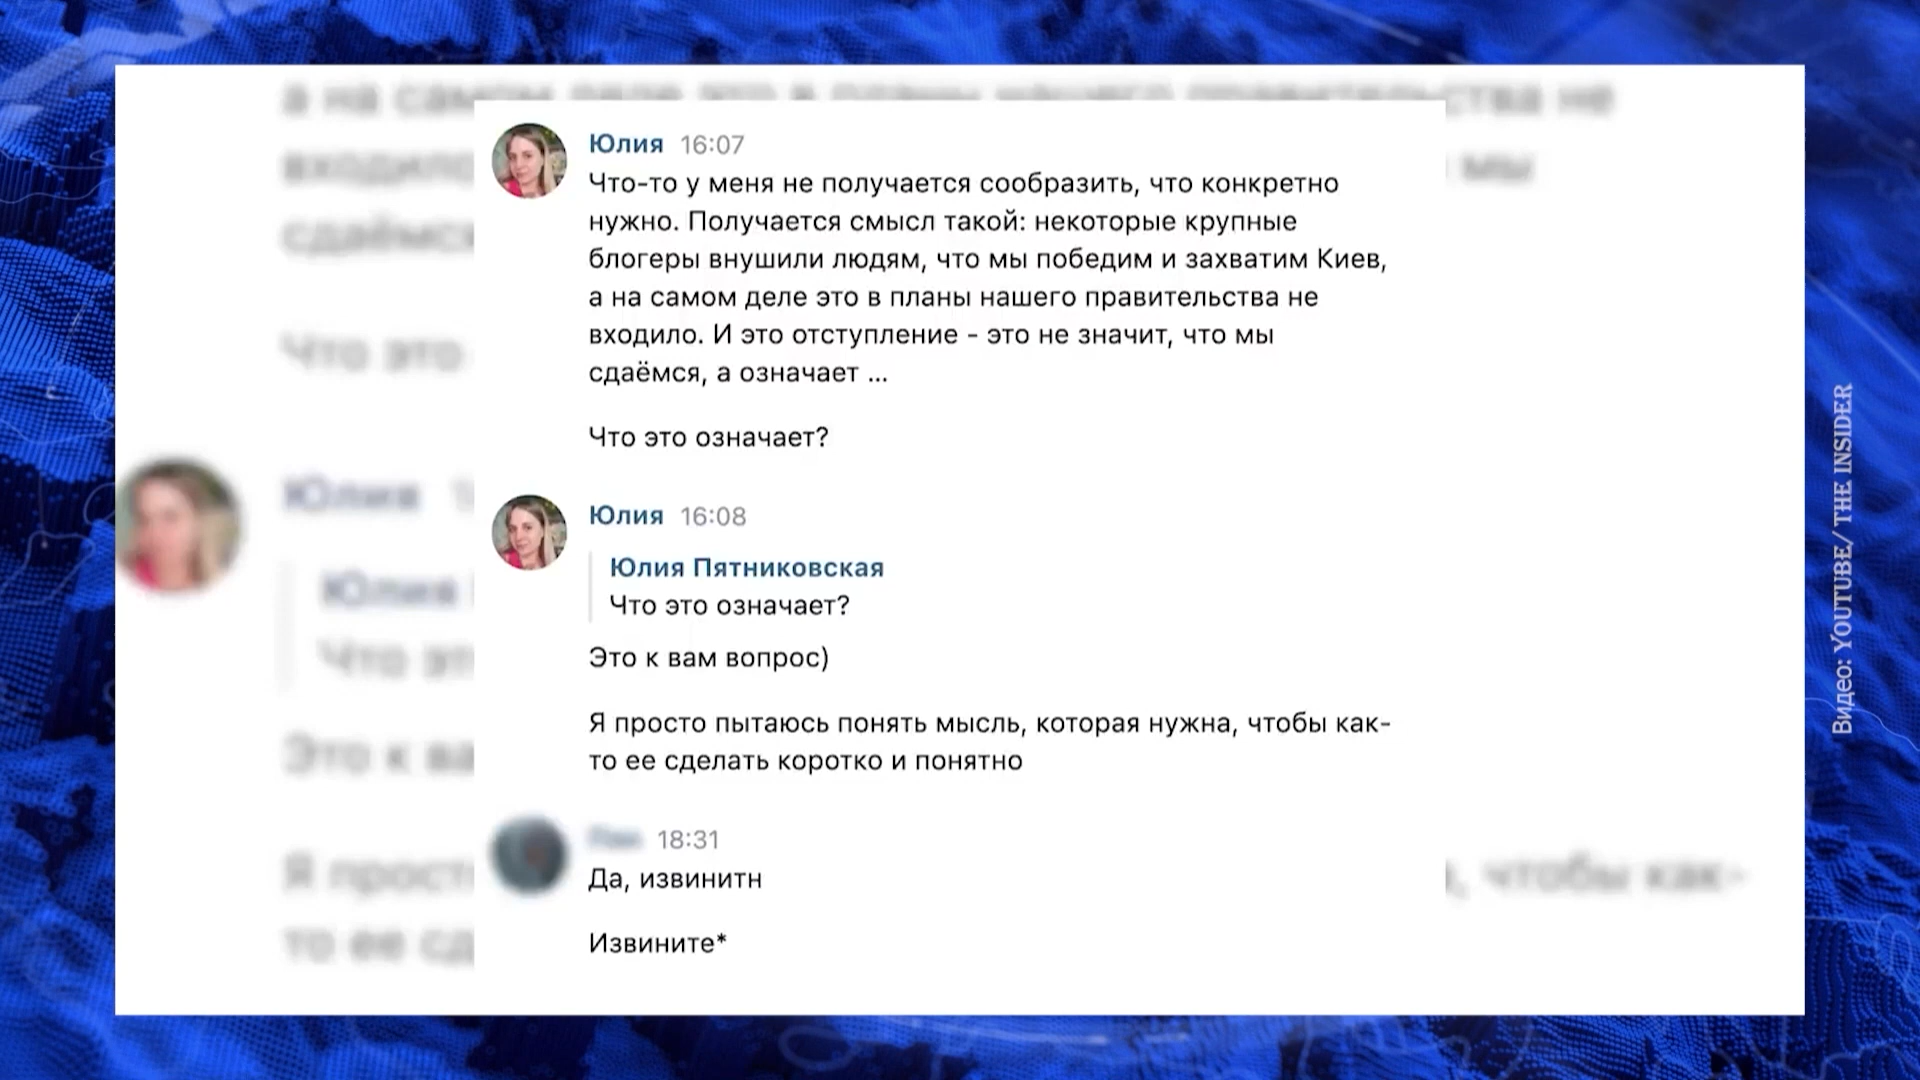 Юлия 16:07
Что-то у меня не получается сообразить, что конкретно
нужно. Получается смысл такой: некоторые крупные
блогеры внушили людям, что мы победим и захватим Киев,
а на самом деле это в планы нашего правительства не
входило. И это отступление - это не значит, что мы
сдаёмся, а означает ...
Что это означает?
Юлия 16:08
Юлия Пятниковская
Что это означает?
Это к вам вопрос)
Я просто пытаюсь понять мысль, которая нужна, чтобы как-
то ее сделать коротко и понятно
18:31
Да, извинитн
Извините*
Видео: YOUTUBE/ THE INSIDER